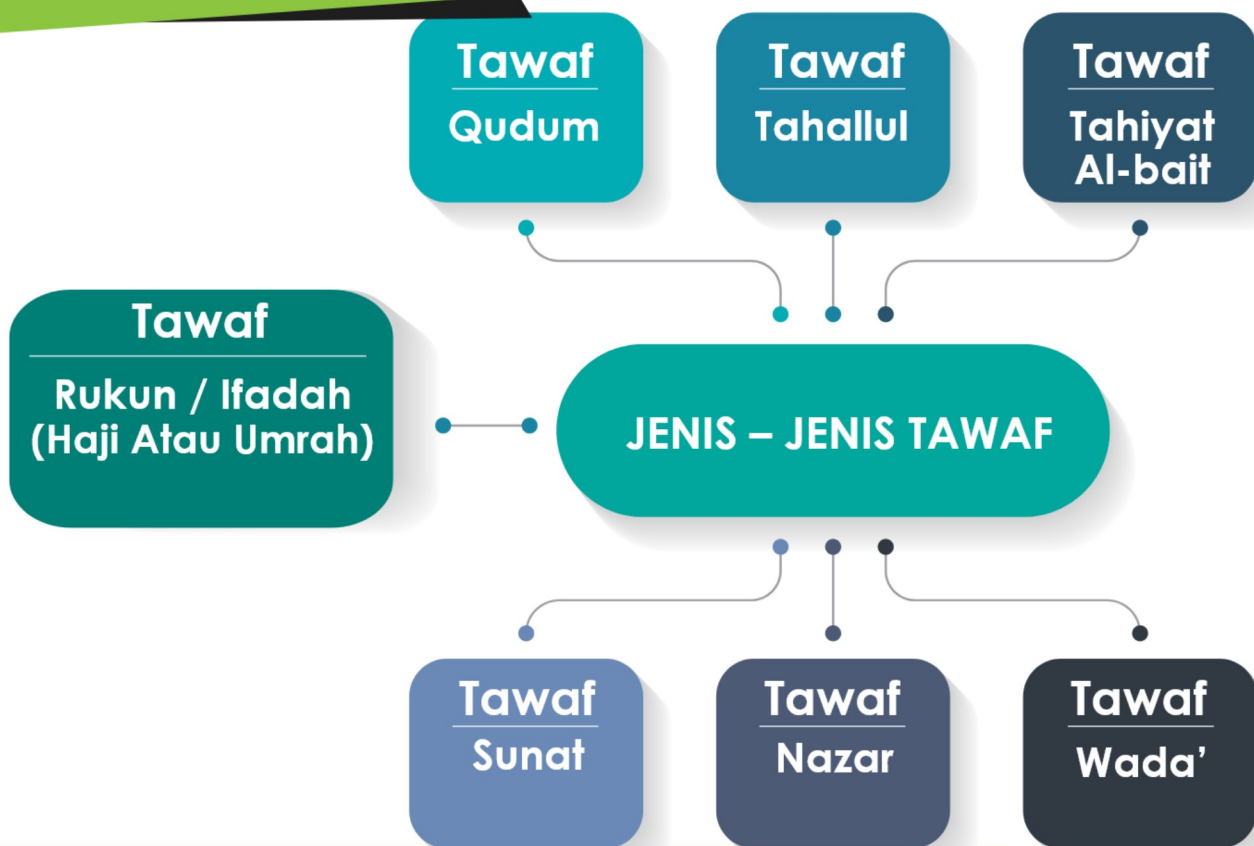 Tawaf
Qudum
Tawaf
Tahallul
Tawaf
Tahiyat
Al-bait
Tawaf
Rukun / Ifadah
(Haji Atau Umrah)
JENIS – JENIS TAWAF
Tawaf
Sunat
Tawaf
Nazar
Tawaf
Wada’